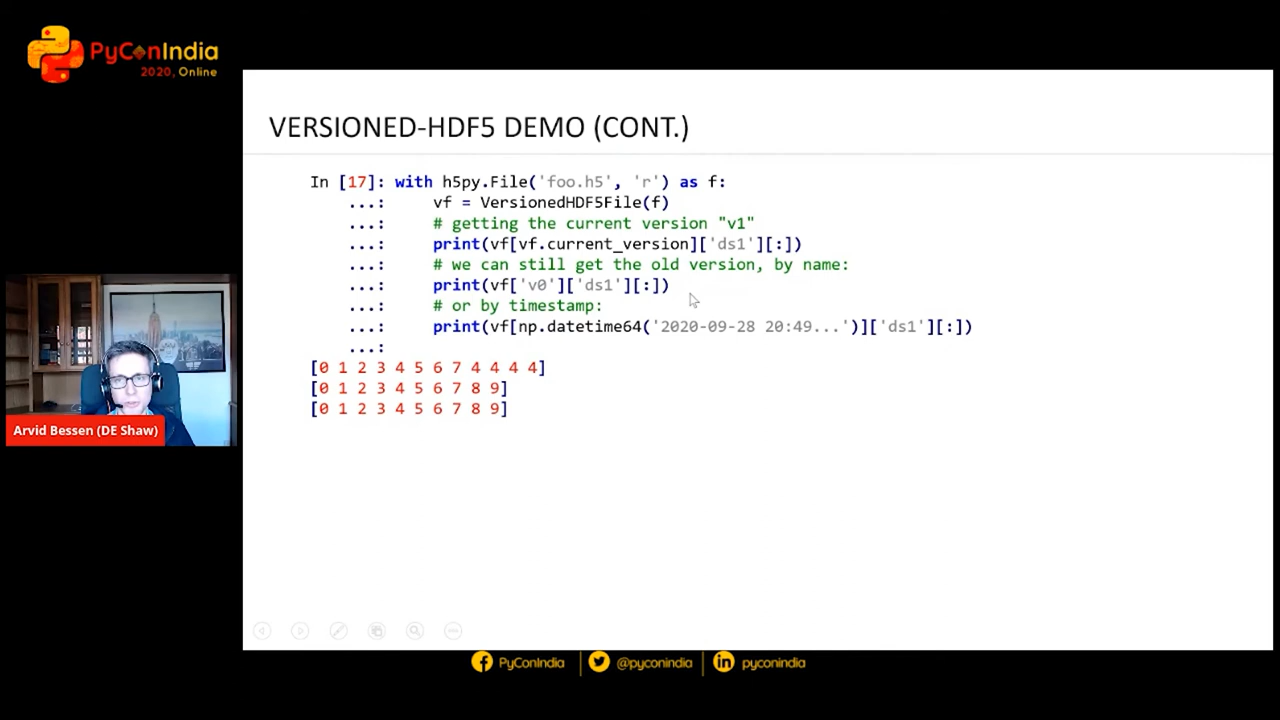 PyConIndia
2020, Online
VERSIONED-HDF5 DEMO (CONT.)
In [17]: with h5py.File('foo.h5', 'r') as f:
...: vf = VersionedHDF5File(f)
...: # getting the current version "v1"
...: print(vf[vf.current_version]['ds1'][:])
...: # we can still get the old version, by name:
...: print(vf['v0']['ds1'][:])
...: # or by timestamp:
...: print(vf[np.datetime64('2020-09-28 20:49...')]['ds1'][:])
...:
[0 1 2 3 4 5 6 7 4 4 4 4]
[0 1 2 3 4 5 6 7 8 9]
[0 1 2 3 4 5 6 7 8 9]
Arvid Bessen (DE Shaw)
PyConIndia
@pyconindia
pyconindia